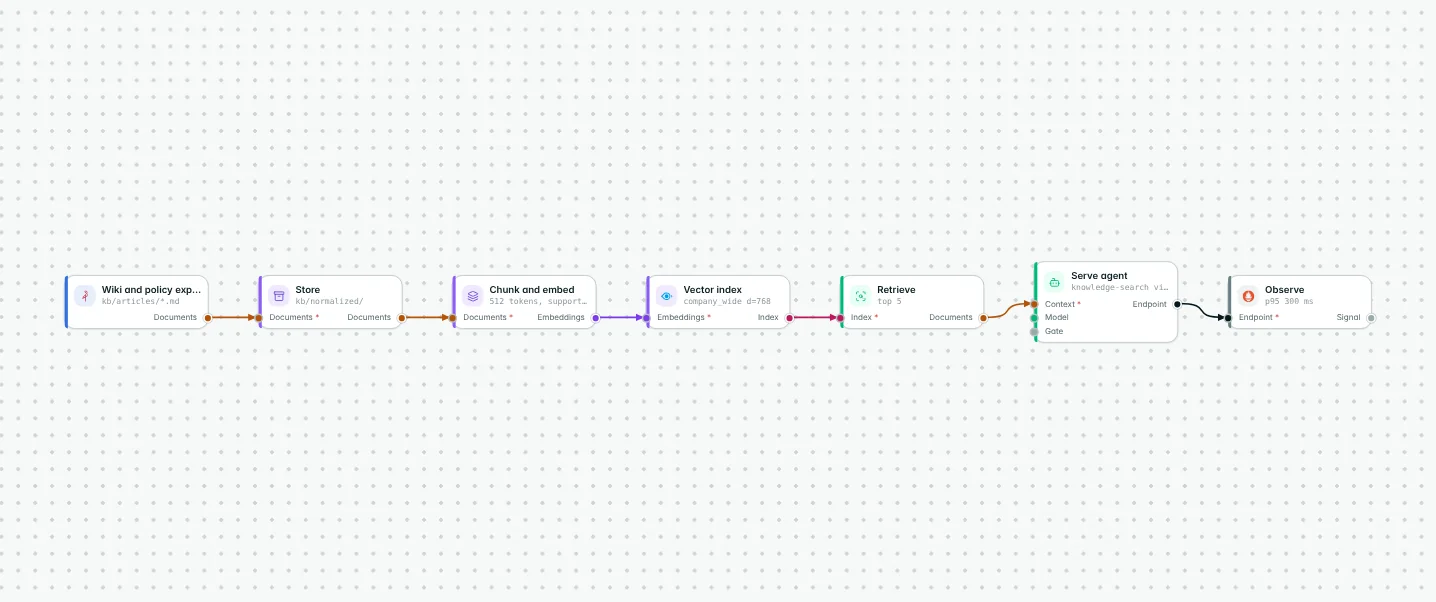 Wiki and policy exp...
kb/articles/*.md
Documents
Store
kb/normalized/
Documents * Documents
Chunk and embed
512 tokens, support...
Documents * Embeddings
Vector index
company_wide d=768
Embeddings * Index
Retrieve
top 5
Index * Documents
Serve agent
knowledge-search vi...
Context * Endpoint
Model
Gate
Observe
p95 300 ms
Endpoint * Signal